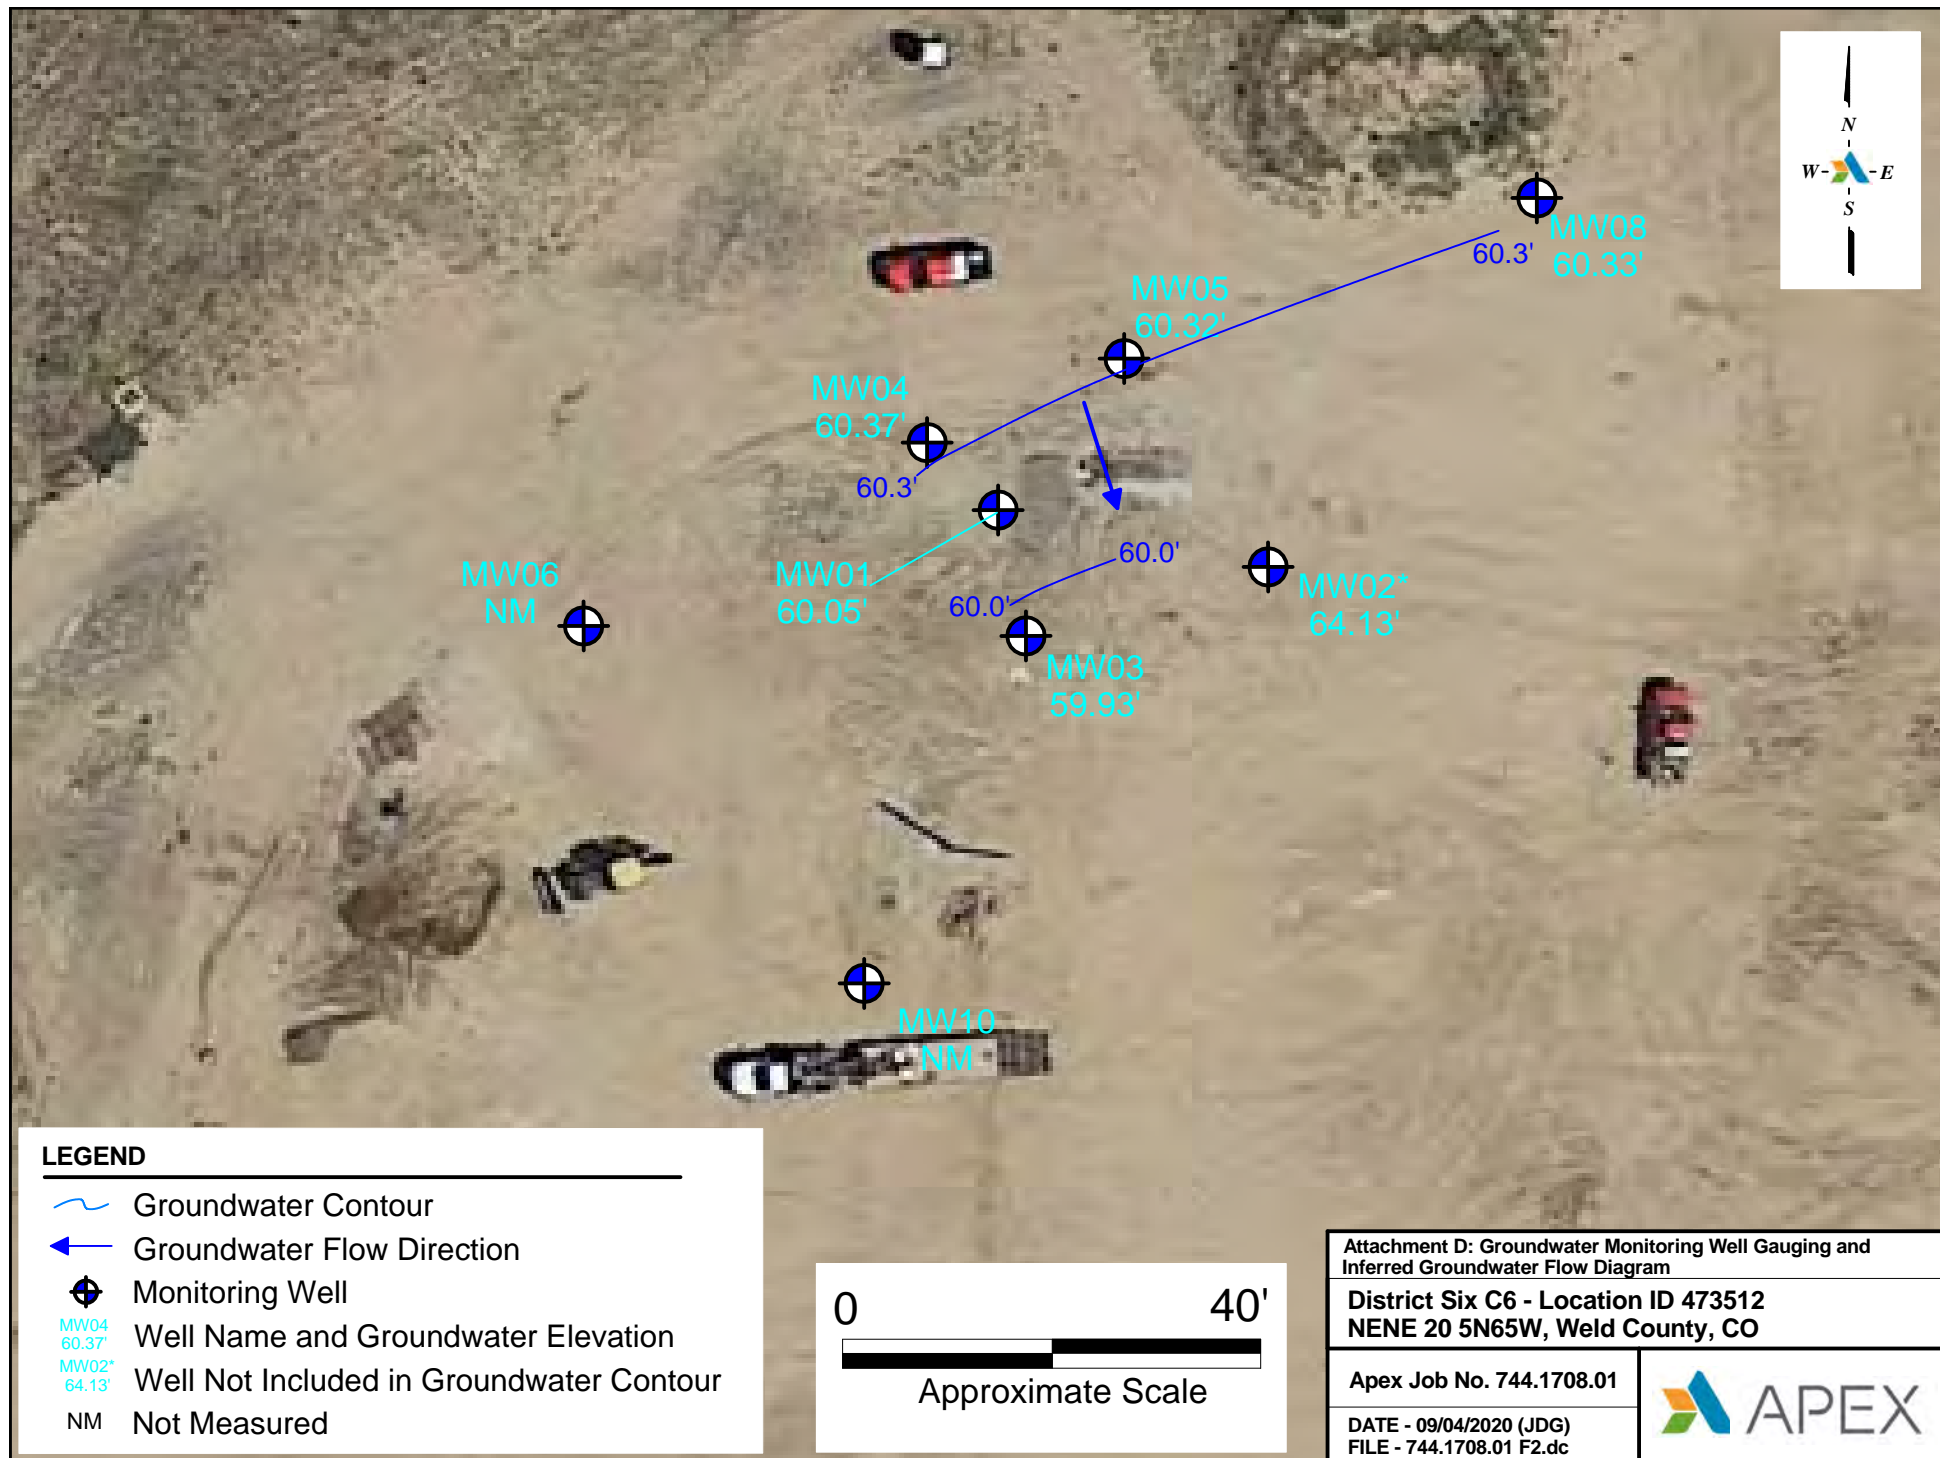 N
W
E
S
MW08
60.33'
60.3'
MW05
60.32'
MW04
60.37'
60.3'
MW01
60.05'
60.0'
60.0'
MW06
NM
MW02*
64.13'
MW03
59.93'
MW10
NM
LEGEND
Groundwater Contour
Groundwater Flow Direction
Monitoring Well
MW04
60.37'
Well Name and Groundwater Elevation
MW02*
64.13'
Well Not Included in Groundwater Contour
NM Not Measured
0 40'
Approximate Scale
Attachment D: Groundwater Monitoring Well Gauging and
Inferred Groundwater Flow Diagram
District Six C6 - Location ID 473512
NENE 20 5N65W, Weld County, CO
Apex Job No. 744.1708.01
DATE - 09/04/2020 (JDG)
FILE - 744.1708.01 F2.dc
APEX